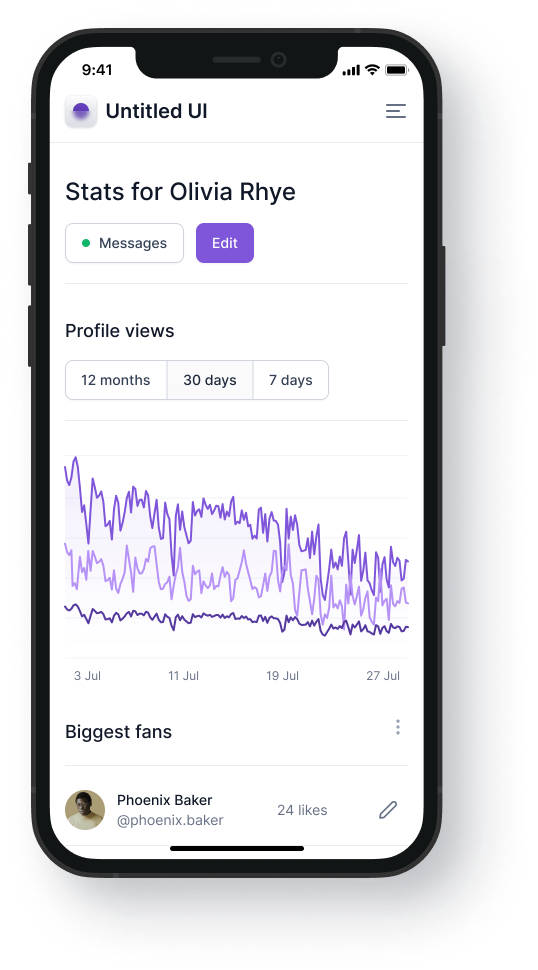 9:41
Untitled UI
Stats for Olivia Rhye
Messages Edit
Profile views
12 months 30 days 7 days
3 Jul 11 Jul 19 Jul 27 Jul
Biggest fans
Phoenix Baker
@phoenix.baker 24 likes